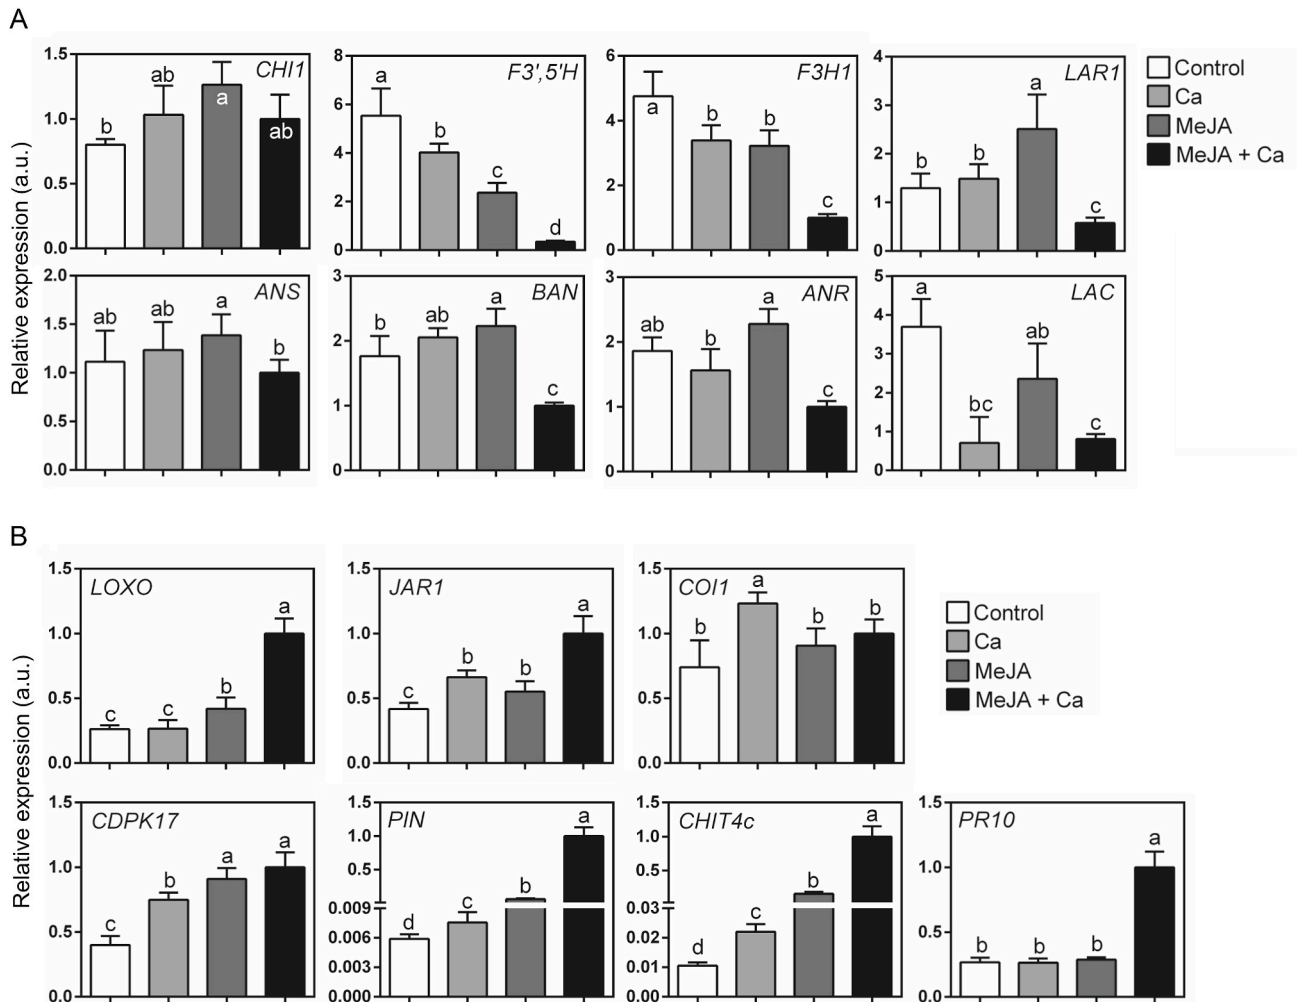 A
Relative expression (a.u.)
1.5
1.0
0.5
0.0
CHI1
b
ab
a
ab
8
6
4
2
0
F3',5'H
a
b
c
d
6
4
2
0
F3H1
a
b
b
c
4
3
2
1
0
LAR1
b
b
a
c
Control
Ca
MeJA
MeJA + Ca
2.0
1.5
1.0
0.5
0.0
ANS
ab
ab
a
b
3
2
1
0
BAN
b
ab
a
c
3
2
1
0
ANR
ab
b
a
c
5
4
3
2
1
0
LAC
a
bc
ab
c
B
Relative expression (a.u.)
1.5
1.0
0.5
0.0
LOXO
c
c
b
a
1.5
1.0
0.5
0.0
JAR1
c
b
b
a
1.5
1.0
0.5
0.0
COI1
b
a
b
b
Control
Ca
MeJA
MeJA + Ca
1.5
1.0
0.5
0.0
CDPK17
c
b
a
a
1.5
1.0
0.5
0.009
0.006
0.003
0.000
PIN
d
c
b
a
1.5
1.0
0.5
0.03
0.02
0.01
0.00
CHIT4c
d
c
b
a
1.5
1.0
0.5
0.0
PR10
b
b
b
a